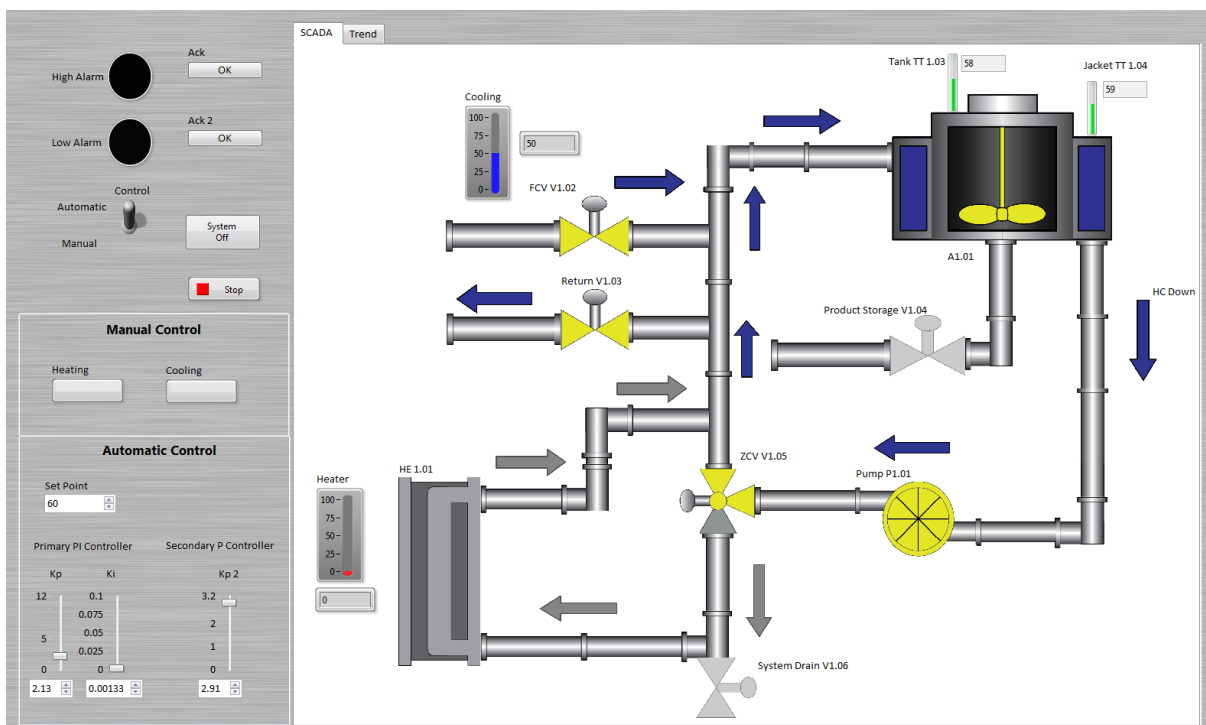 SCADA
Trend
Ack
High Alarm
OK
Ack 2
Low Alarm
OK
Control
Automatic
Manual
System
Off
Stop
Manual Control
Heating
Cooling
Automatic Control
Set Point
60
Primary PI Controller
Secondary P Controller
Kp
Ki
Kp 2
12
5
0
0.1
0.075
0.05
0.025
0
3.2
2
1
0
2.13
0.00133
2.91
Tank TT 1.03
58
Jacket TT 1.04
59
Cooling
100
75
50
25
0
50
FCV V1.02
A1.01
Return V1.03
HC Down
Product Storage V1.04
ZCV V1.05
Pump P1.01
HE 1.01
Heater
100
75
50
25
0
0
System Drain V1.06